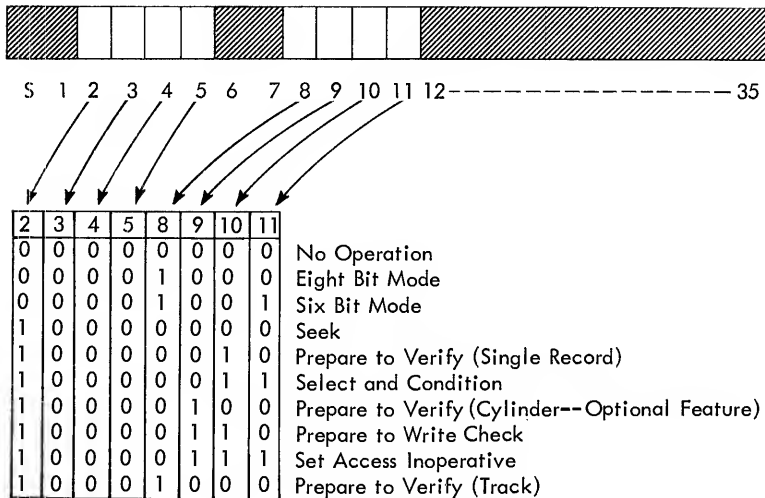 S 1 2 3 4 5 6 7 8 9 10 11 12--------------------35
2 3 4 5 8 9 10 11
0 0 0 0 0 0 0 0 No Operation
0 0 0 0 1 0 0 0 Eight Bit Mode
0 0 0 0 1 0 0 1 Six Bit Mode
1 0 0 0 0 0 0 0 Seek
1 0 0 0 0 0 1 0 Prepare to Verify (Single Record)
1 0 0 0 0 0 1 1 Select and Condition
1 0 0 0 0 1 0 0 Prepare to Verify (Cylinder--Optional Feature)
1 0 0 0 0 1 1 0 Prepare to Write Check
1 0 0 0 0 1 1 1 Set Access Inoperative
1 0 0 0 1 0 0 0 Prepare to Verify (Track)